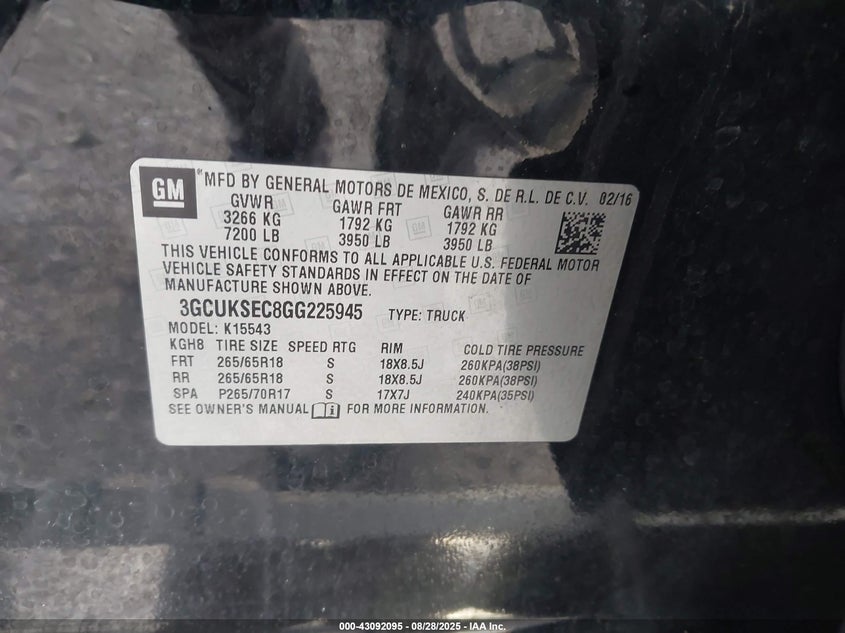 GM
® MFD BY GENERAL MOTORS DE MEXICO, S. DE R.L. DE C.V. 02/16
GVWR GAWR FRT GAWR RR
3266 KG 1792 KG 1792 KG
7200 LB 3950 LB 3950 LB
THIS VEHICLE CONFORMS TO ALL APPLICABLE U.S. FEDERAL MOTOR
VEHICLE SAFETY STANDARDS IN EFFECT ON THE DATE OF
MANUFACTURE SHOWN ABOVE.
3GCUKSEC8GG225945 TYPE: TRUCK
MODEL: K15543
KGH8 TIRE SIZE SPEED RTG RIM COLD TIRE PRESSURE
FRT 265/65R18 S 18X8.5J 260KPA(38PSI)
RR 265/65R18 S 18X8.5J 260KPA(38PSI)
SPA P265/70R17 S 17X7J 240KPA(35PSI)
SEE OWNER'S MANUAL FOR MORE INFORMATION.
000-43092095 - 08/28/2025 - IAA Inc.